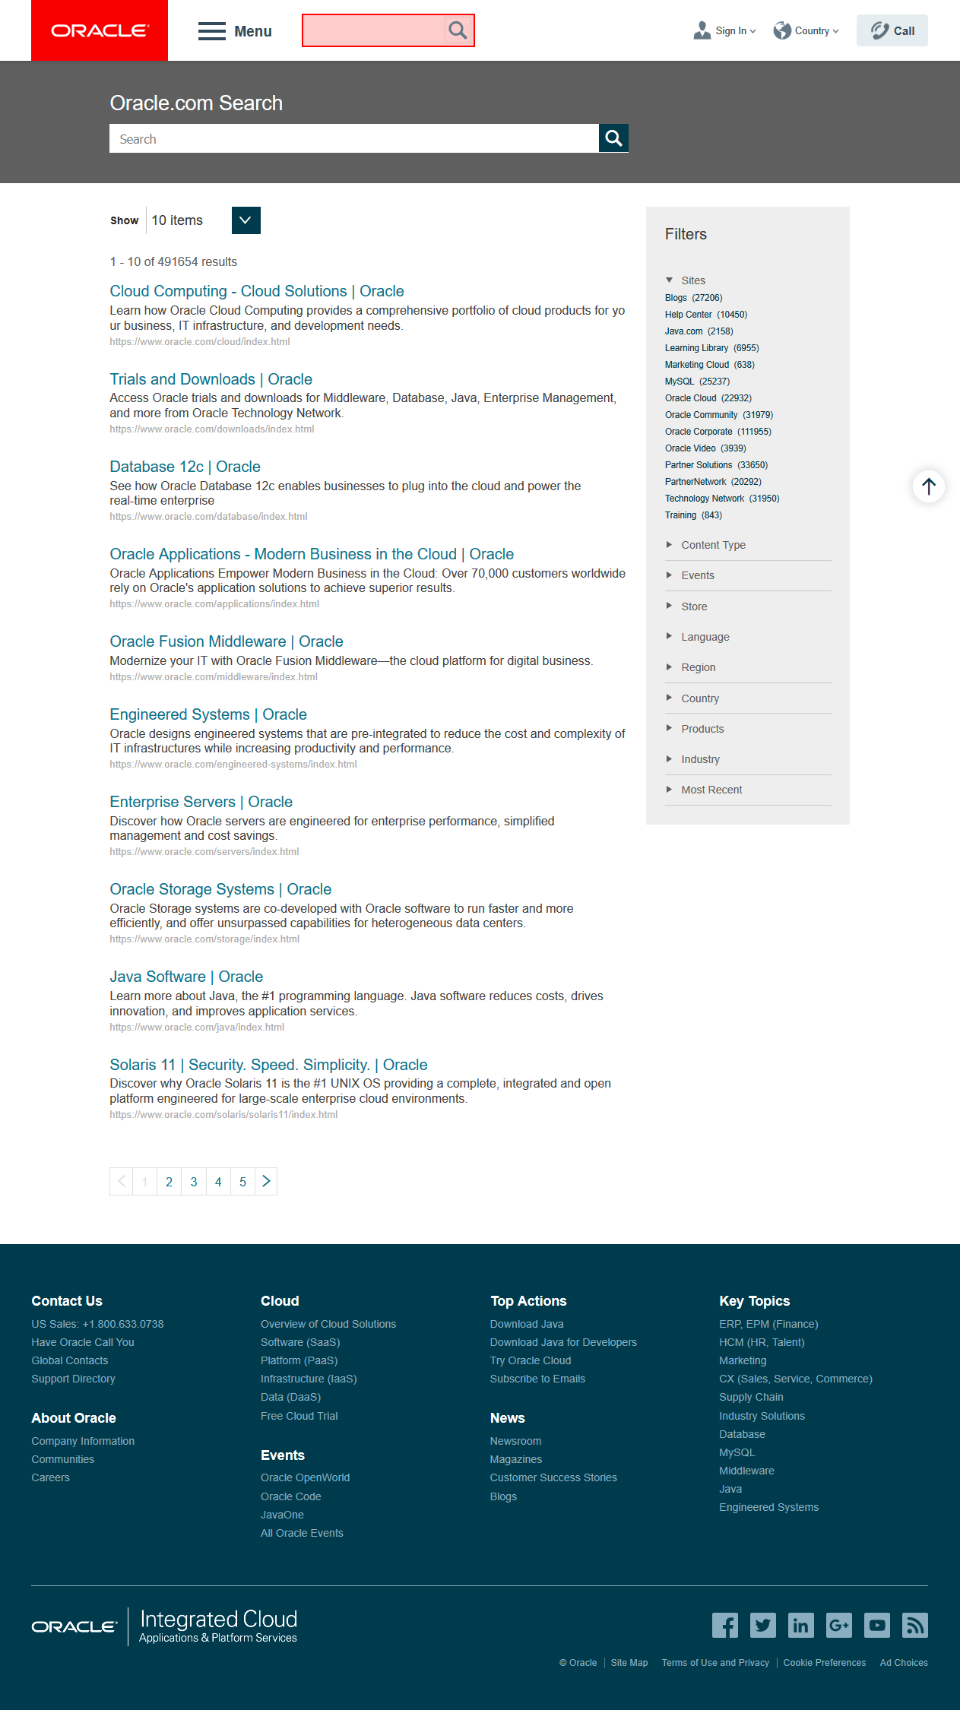 ORACLE
Menu
Sign In
Country
Call
Oracle.com Search
Search
Show 10 items
1 - 10 of 491654 results
Cloud Computing - Cloud Solutions | Oracle
Learn how Oracle Cloud Computing provides a comprehensive portfolio of cloud products for yo
ur business, IT infrastructure, and development needs.
https://www.oracle.com/cloud/index.html
Trials and Downloads | Oracle
Access Oracle trials and downloads for Middleware, Database, Java, Enterprise Management,
and more from Oracle Technology Network.
https://www.oracle.com/downloads/index.html
Database 12c | Oracle
See how Oracle Database 12c enables businesses to plug into the cloud and power the
real-time enterprise
https://www.oracle.com/database/index.html
Oracle Applications - Modern Business in the Cloud | Oracle
Oracle Applications Empower Modern Business in the Cloud: Over 70,000 customers worldwide
rely on Oracle's application solutions to achieve superior results.
https://www.oracle.com/applications/index.html
Oracle Fusion Middleware | Oracle
Modernize your IT with Oracle Fusion Middleware—the cloud platform for digital business.
https://www.oracle.com/middleware/index.html
Engineered Systems | Oracle
Oracle designs engineered systems that are pre-integrated to reduce the cost and complexity of
IT infrastructures while increasing productivity and performance.
https://www.oracle.com/engineered-systems/index.html
Enterprise Servers | Oracle
Discover how Oracle servers are engineered for enterprise performance, simplified
management and cost savings.
https://www.oracle.com/servers/index.html
Oracle Storage Systems | Oracle
Oracle Storage systems are co-developed with Oracle software to run faster and more
efficiently, and offer unsurpassed capabilities for heterogeneous data centers.
https://www.oracle.com/storage/index.html
Java Software | Oracle
Learn more about Java, the #1 programming language. Java software reduces costs, drives
innovation, and improves application services.
https://www.oracle.com/java/index.html
Solaris 11 | Security. Speed. Simplicity. | Oracle
Discover why Oracle Solaris 11 is the #1 UNIX OS providing a complete, integrated and open
platform engineered for large-scale enterprise cloud environments.
https://www.oracle.com/solaris/solaris11/index.html
1 2 3 4 5
Filters
Sites
Blogs (27206)
Help Center (10450)
Java.com (2158)
Learning Library (6955)
Marketing Cloud (638)
MySQL (25237)
Oracle Cloud (22932)
Oracle Community (31979)
Oracle Corporate (111955)
Oracle Video (3939)
Partner Solutions (33650)
PartnerNetwork (20292)
Technology Network (31950)
Training (843)
Content Type
Events
Store
Language
Region
Country
Products
Industry
Most Recent
Contact Us
US Sales: +1.800.633.0738
Have Oracle Call You
Global Contacts
Support Directory
About Oracle
Company Information
Communities
Careers
Cloud
Overview of Cloud Solutions
Software (SaaS)
Platform (PaaS)
Infrastructure (IaaS)
Data (DaaS)
Free Cloud Trial
Events
Oracle OpenWorld
Oracle Code
JavaOne
All Oracle Events
Top Actions
Download Java
Download Java for Developers
Try Oracle Cloud
Subscribe to Emails
News
Newsroom
Magazines
Customer Success Stories
Blogs
Key Topics
ERP, EPM (Finance)
HCM (HR, Talent)
Marketing
CX (Sales, Service, Commerce)
Supply Chain
Industry Solutions
Database
MySQL
Middleware
Java
Engineered Systems
ORACLE
Integrated Cloud
Applications & Platform Services
© Oracle | Site Map Terms of Use and Privacy | Cookie Preferences Ad Choices